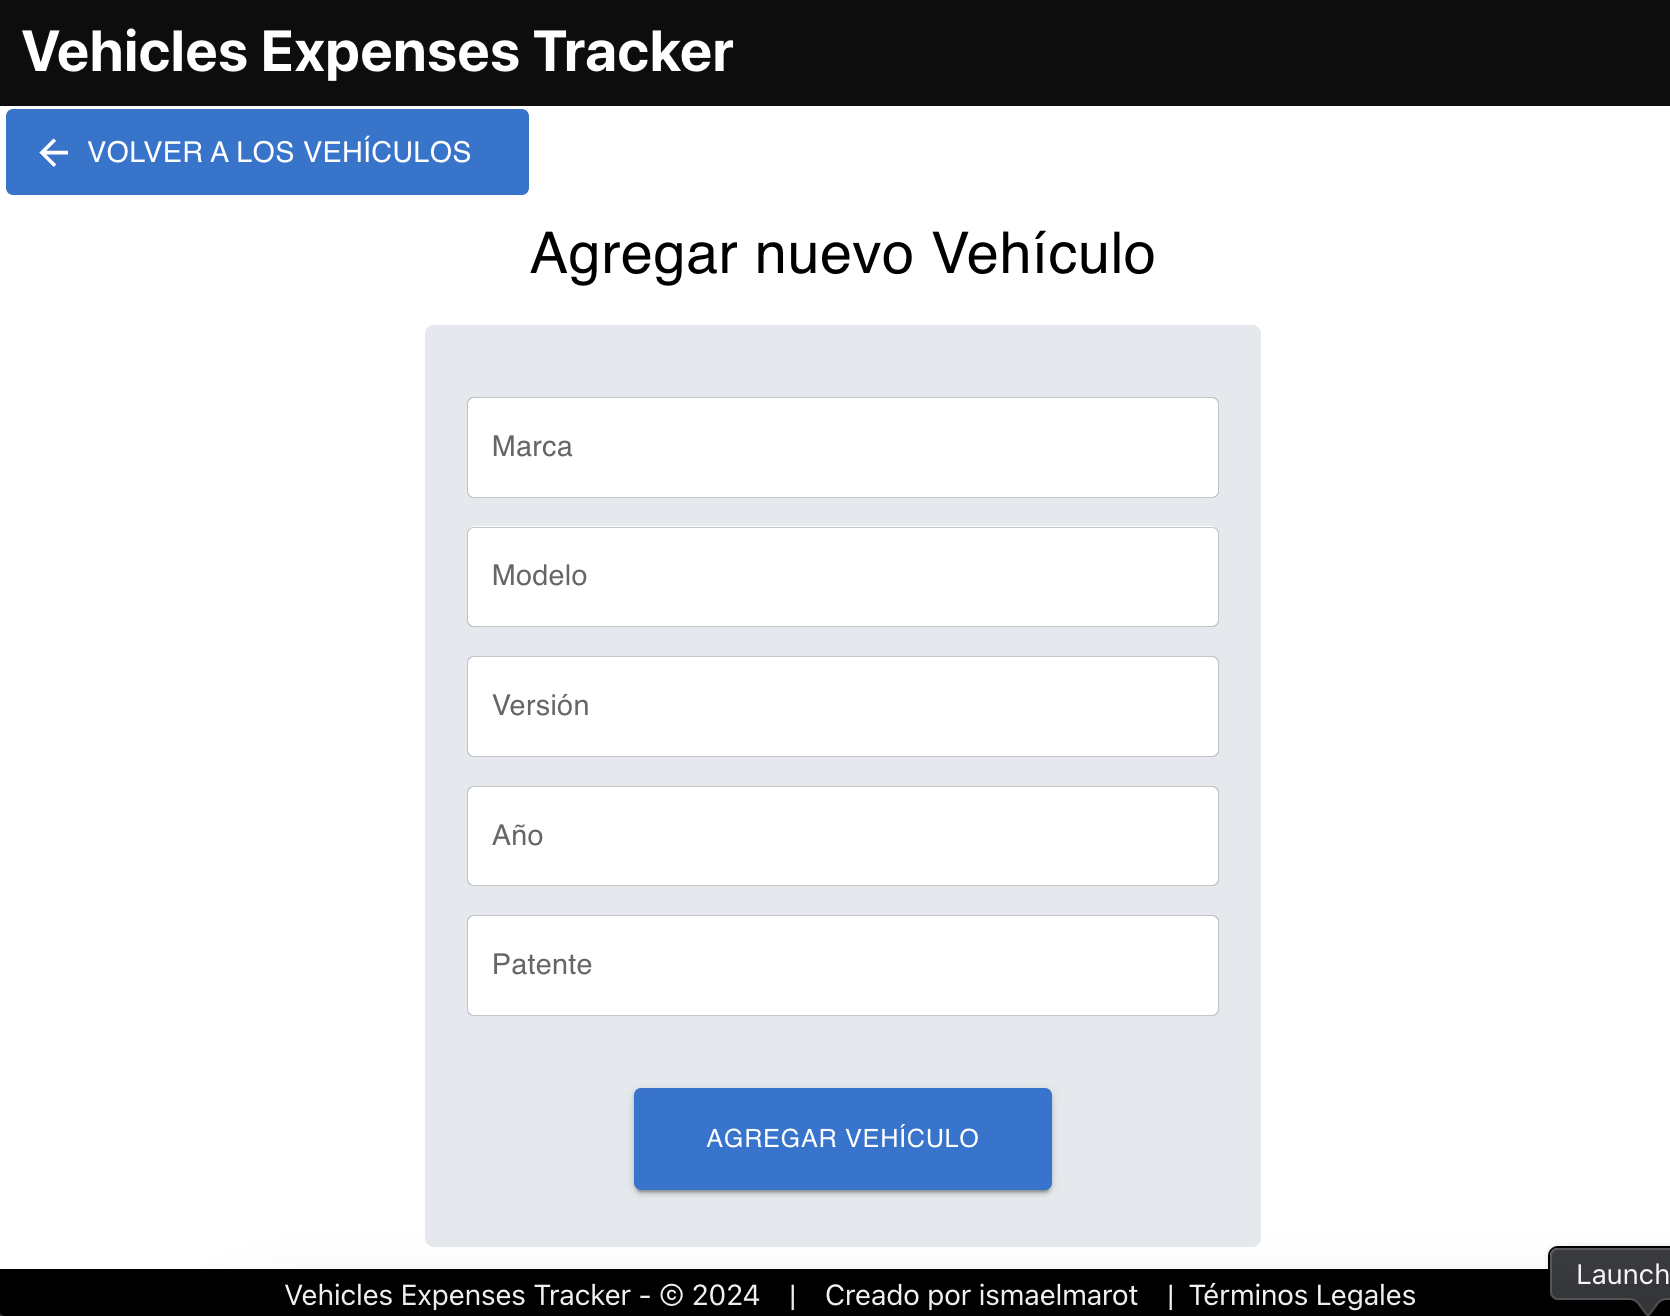 Vehicles Expenses Tracker
VOLVER A LOS VEHÍCULOS
Agregar nuevo Vehículo
Marca
Modelo
Versión
Año
Patente
AGREGAR VEHÍCULO
Launch
Vehicles Expenses Tracker - © 2024 | Creado por ismaelmarot | Términos Legales